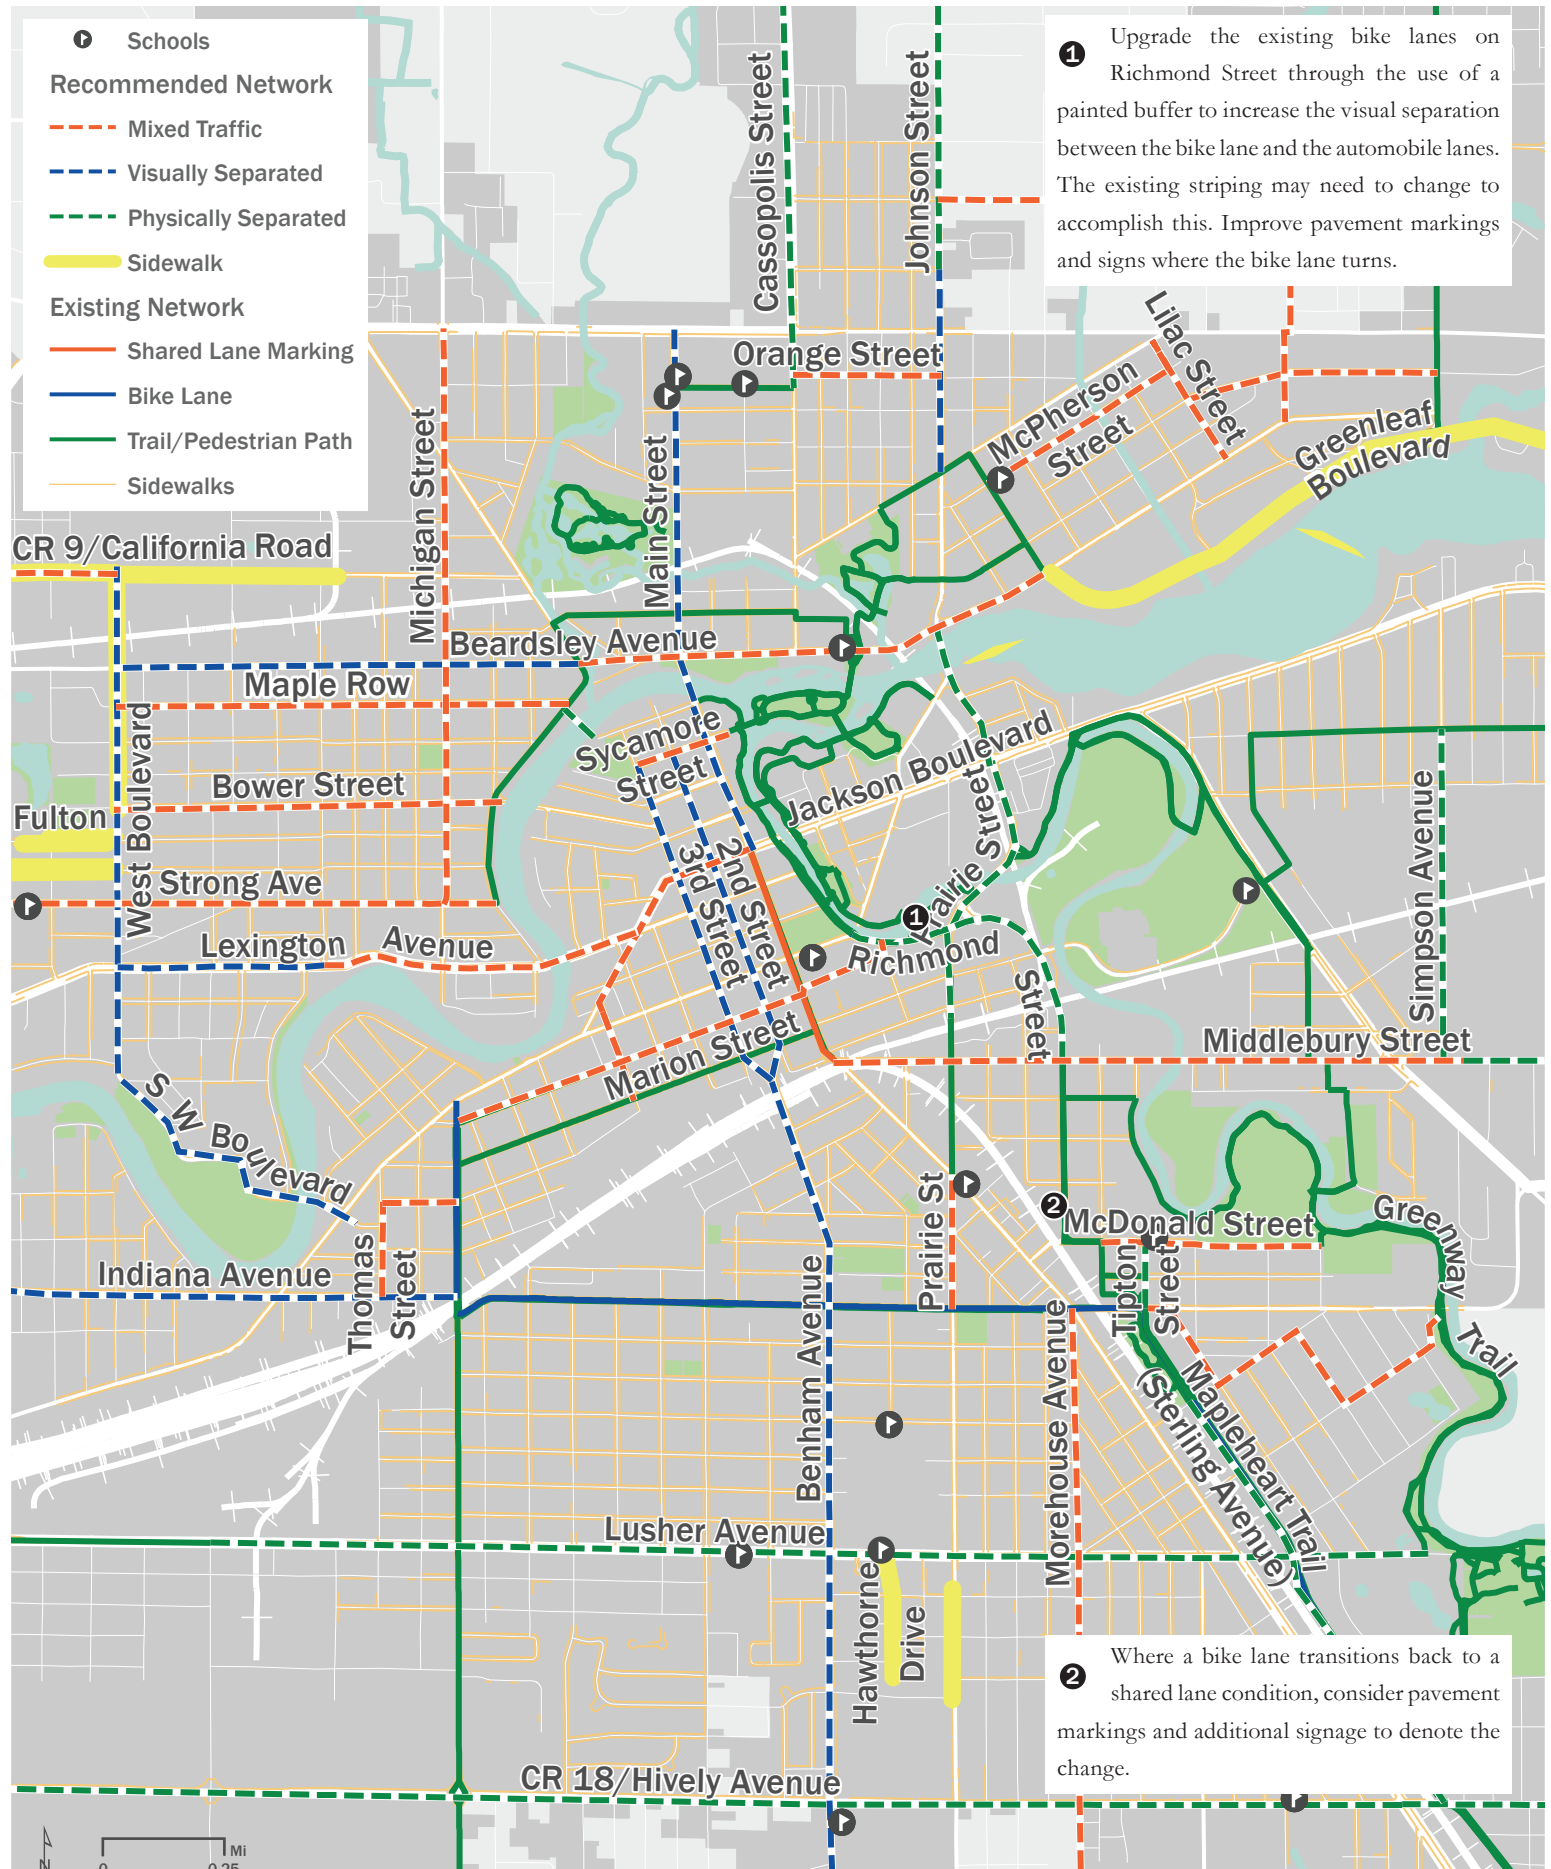 Schools
Recommended Network
Mixed Traffic
Visually Separated
Physically Separated
Sidewalk
Existing Network
Shared Lane Marking
Bike Lane
Trail/Pedestrian Path
Sidewalks
1 Upgrade the existing bike lanes on
Richmond Street through the use of a
painted buffer to increase the visual separation
between the bike lane and the automobile lanes.
The existing striping may need to change to
accomplish this. Improve pavement markings
and signs where the bike lane turns.
Cassopolis Street
Johnson Street
Orange Street
Lilac Street
McPherson
Street
Greenleaf
Boulevard
Michigan Street
Main Street
CR 9/California Road
Beardsley Avenue
Maple Row
West Boulevard
Sycamore
Street
Bower Street
Jackson Boulevard
Fulton
Strong Ave
2nd Street
3rd Street
Prairie Street
Simpson Avenue
1
Lexington Avenue
Richmond
Street
Middlebury Street
Marion Street
S W Boulevard
Prairie St
2
McDonald Street
Greenway
Trail
Tipton
Street
Indiana Avenue
Thomas
Street
Benham Avenue
Morehouse Avenue
Mapleheart Trail
(Sterling Avenue)
Lusher Avenue
Hawthorne
Drive
2 Where a bike lane transitions back to a
shared lane condition, consider pavement
markings and additional signage to denote the
change.
CR 18/Hively Avenue
N
Mi
0 0.25